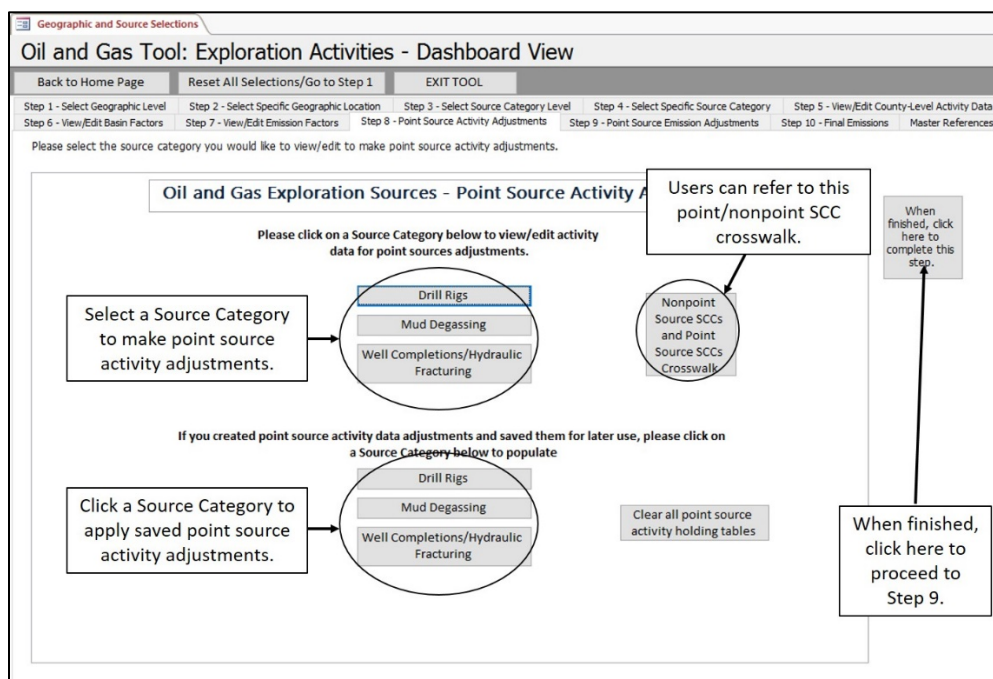 Geographic and Source Selections
Oil and Gas Tool: Exploration Activities - Dashboard View
Back to Home Page Reset All Selections/Go to Step 1 EXIT TOOL
Step 1 - Select Geographic Level Step 2 - Select Specific Geographic Location Step 3 - Select Source Category Level Step 4 - Select Specific Source Category Step 5 - View/Edit County-Level Activity Data
Step 6 - View/Edit Basin Factors Step 7 - View/Edit Emission Factors Step 8 - Point Source Activity Adjustments Step 9 - Point Source Emission Adjustments Step 10 - Final Emissions Master References
Please select the source category you would like to view/edit to make point source activity adjustments.
Oil and Gas Exploration Sources - Point Source Activity A
Users can refer to this
point/nonpoint SCC
crosswalk.
When
finished, click
here to
complete this
step.
Please click on a Source Category below to view/edit activity
data for point sources adjustments.
Select a Source Category
to make point source
activity adjustments.
Drill Rigs
Mud Degassing
Well Completions/Hydraulic
Fracturing
Nonpoint
Source SCCs
and Point
Source SCCs
Crosswalk
If you created point source activity data adjustments and saved them for later use, please click on
a Source Category below to populate
Click a Source Category to
apply saved point source
activity adjustments.
Drill Rigs
Mud Degassing
Well Completions/Hydraulic
Fracturing
Clear all point source
activity holding tables
When finished,
click here to
proceed to
Step 9.